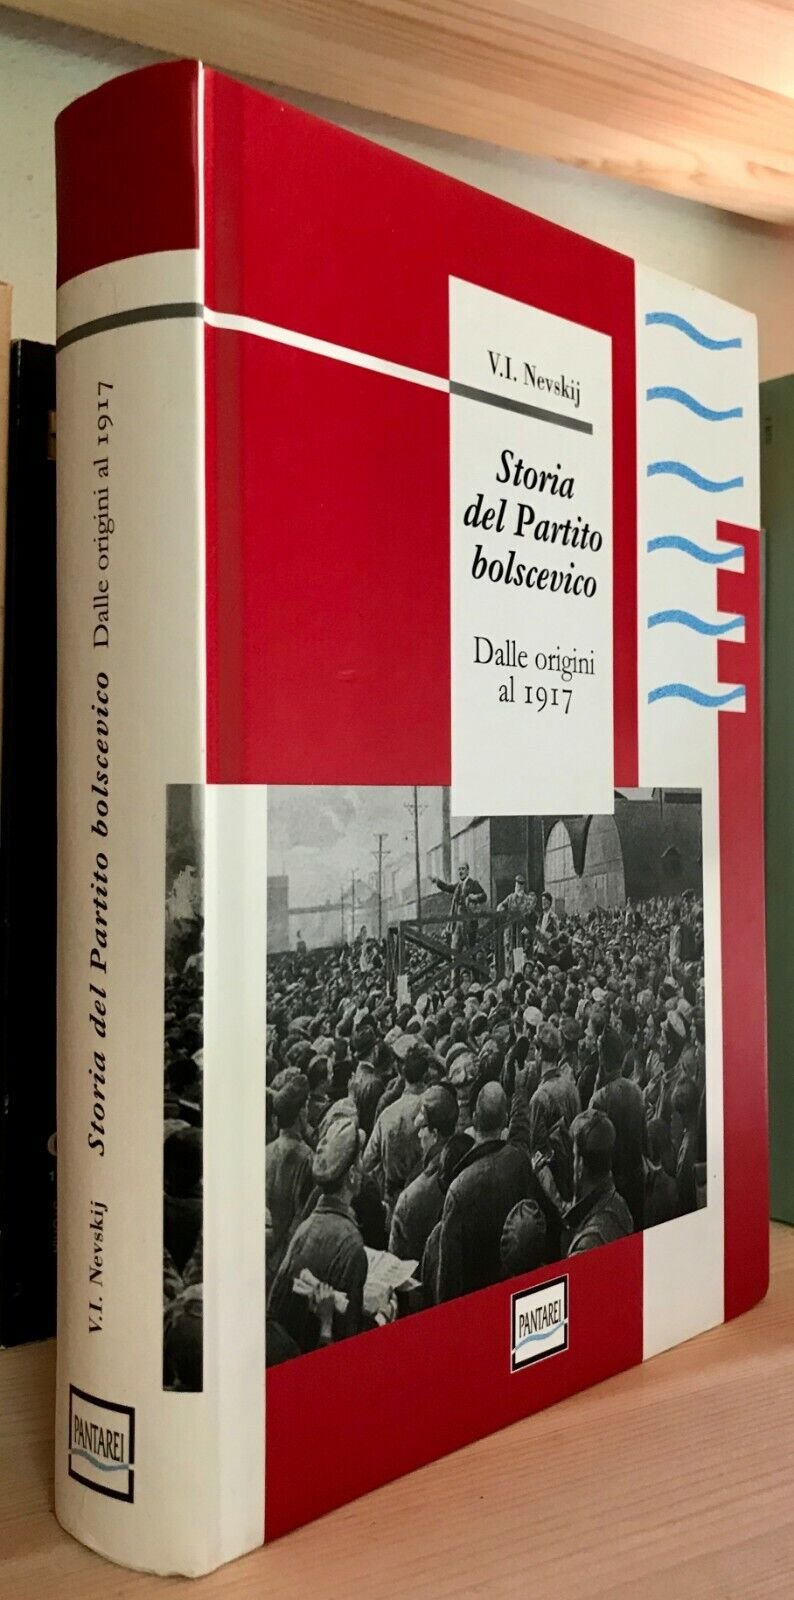 V.I. Nevskij
Storia
del Partito
bolscevico
Dalle origini
al 1917
PANTAREI
V.I. Nevskij Storia del Partito bolscevico Dalle origini al 1917
PANTAREI